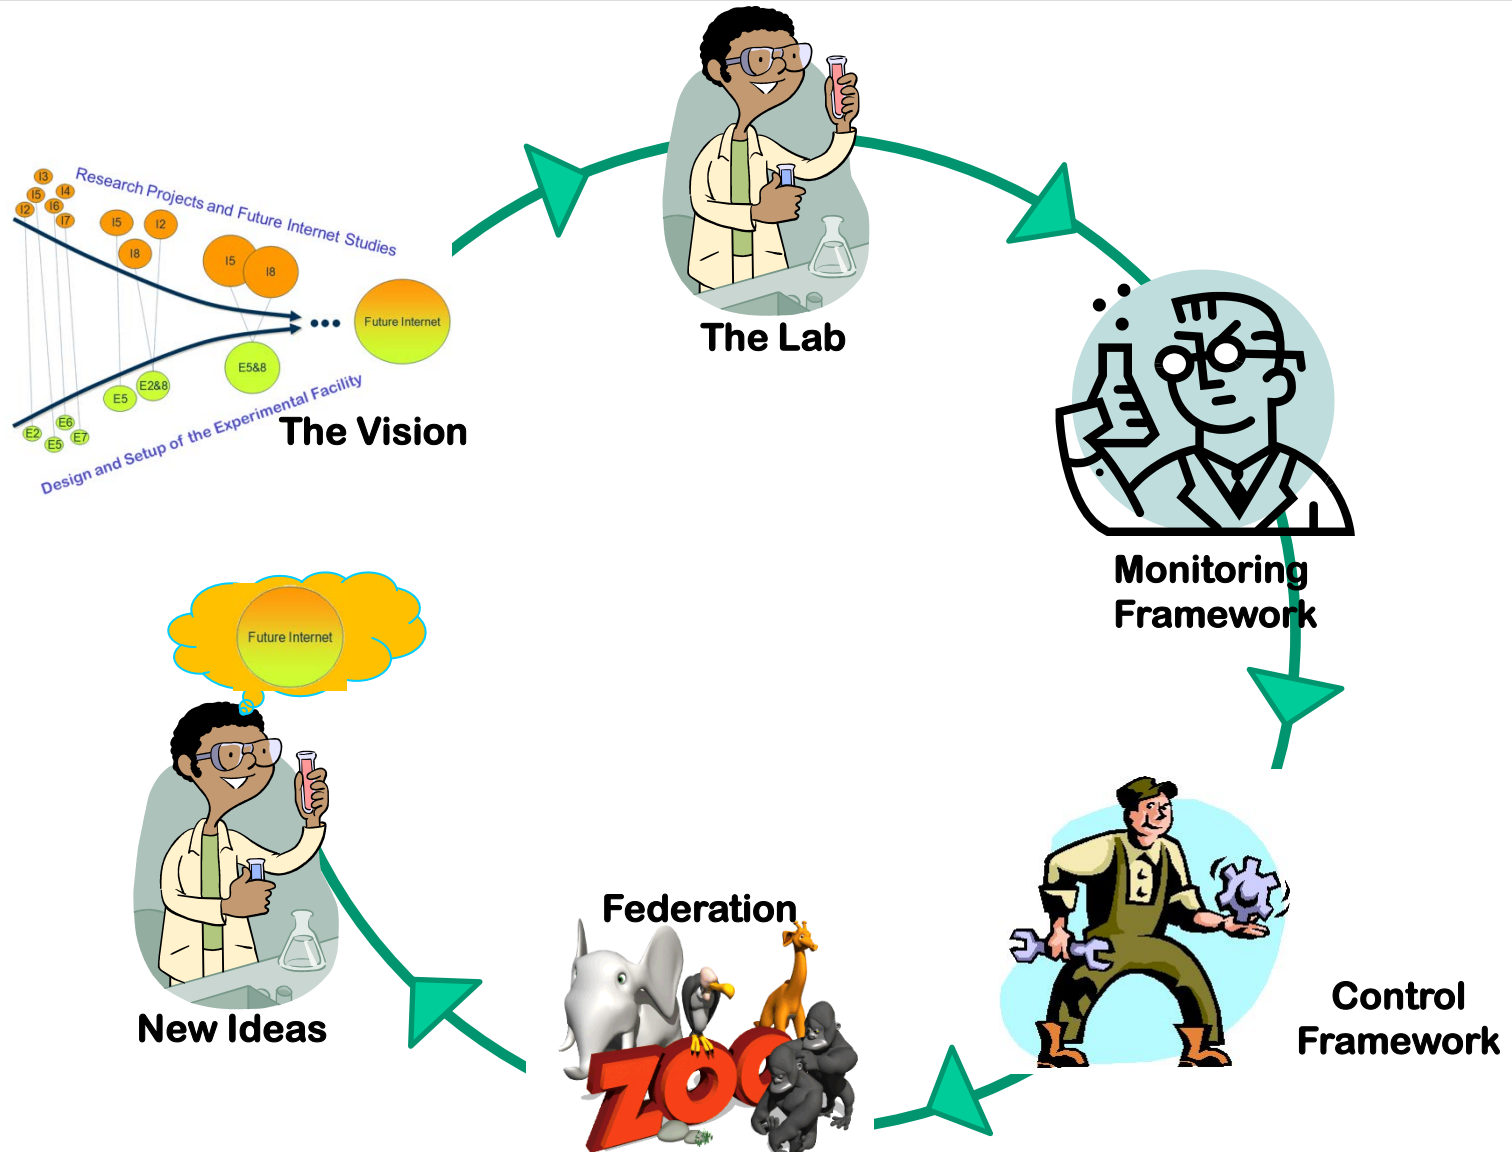 Research Projects and Future Internet Studies
I3
I5
I4
I2
I6
I7
I5
I2
I8
I5
I8
Future Internet
E5&8
E2&8
E5
E6
E2
E7
E5
Design and Setup of the Experimental Facility
The Vision
The Lab
Monitoring
Framework
Control
Framework
Federation
ZOO
Future Internet
New Ideas